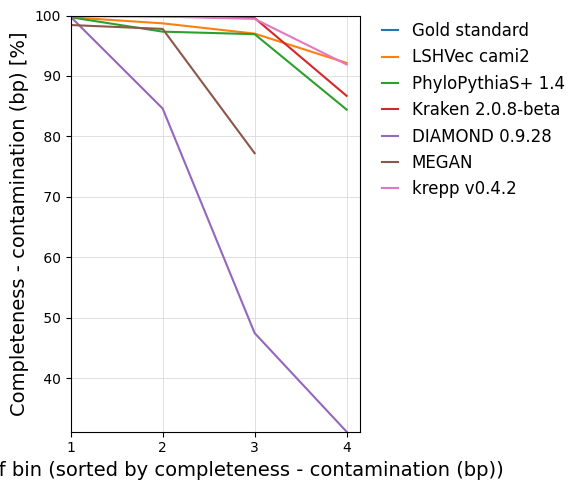 Completeness - contamination (bp) [%]
100
90
80
70
60
50
40
1 2 3 4
f bin (sorted by completeness - contamination (bp))
Gold standard
LSHVec cami2
PhyloPythiaS+ 1.4
Kraken 2.0.8-beta
DIAMOND 0.9.28
MEGAN
krepp v0.4.2